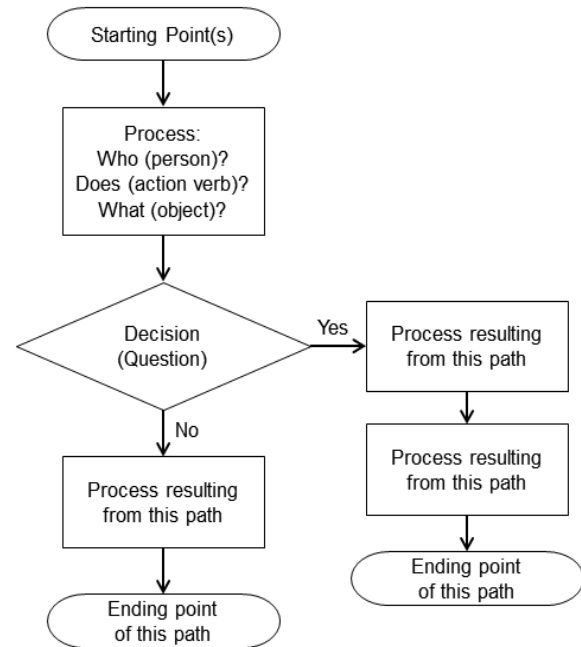 Starting Point(s)
Process:
Who (person)?
Does (action verb)?
What (object)?
Decision
(Question)
Yes
Process resulting
from this path
No
Process resulting
from this path
Process resulting
from this path
Ending point
of this path
Ending point
of this path